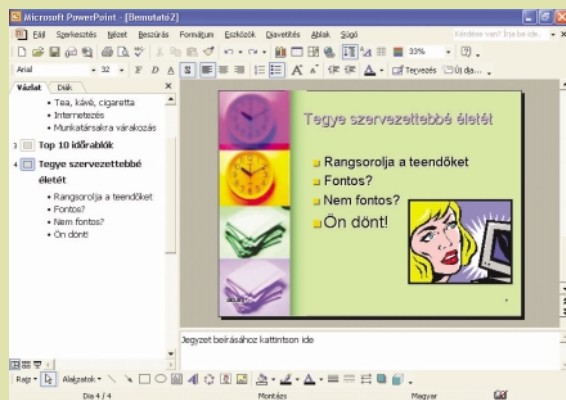 Microsoft PowerPoint - [Bemutató2]
Fájl Szerkesztés Nézet Beszúrás Formátum Eszközök Diavetítés Ablak Súgó Kérdése van? Írja be ide.
33%
Arial 32 F D A S Tervezés Új dia...
Vázlat Diák
• Tea, kávé, cigaretta
• Internetezés
• Munkatársakra várakozás
3 Top 10 időrablók
4 Tegye szervezettebbé
életét
• Rangsorolja a teendőket
• Fontos?
• Nem fontos?
• Ön dönt!
Tegye szervezettebbé életét
Rangsorolja a teendőket
Fontos?
Nem fontos?
Ön dönt!
Jegyzet beírásához kattintson ide
Rajz Alakzatok
Dia 4 / 4 Montázs Magyar